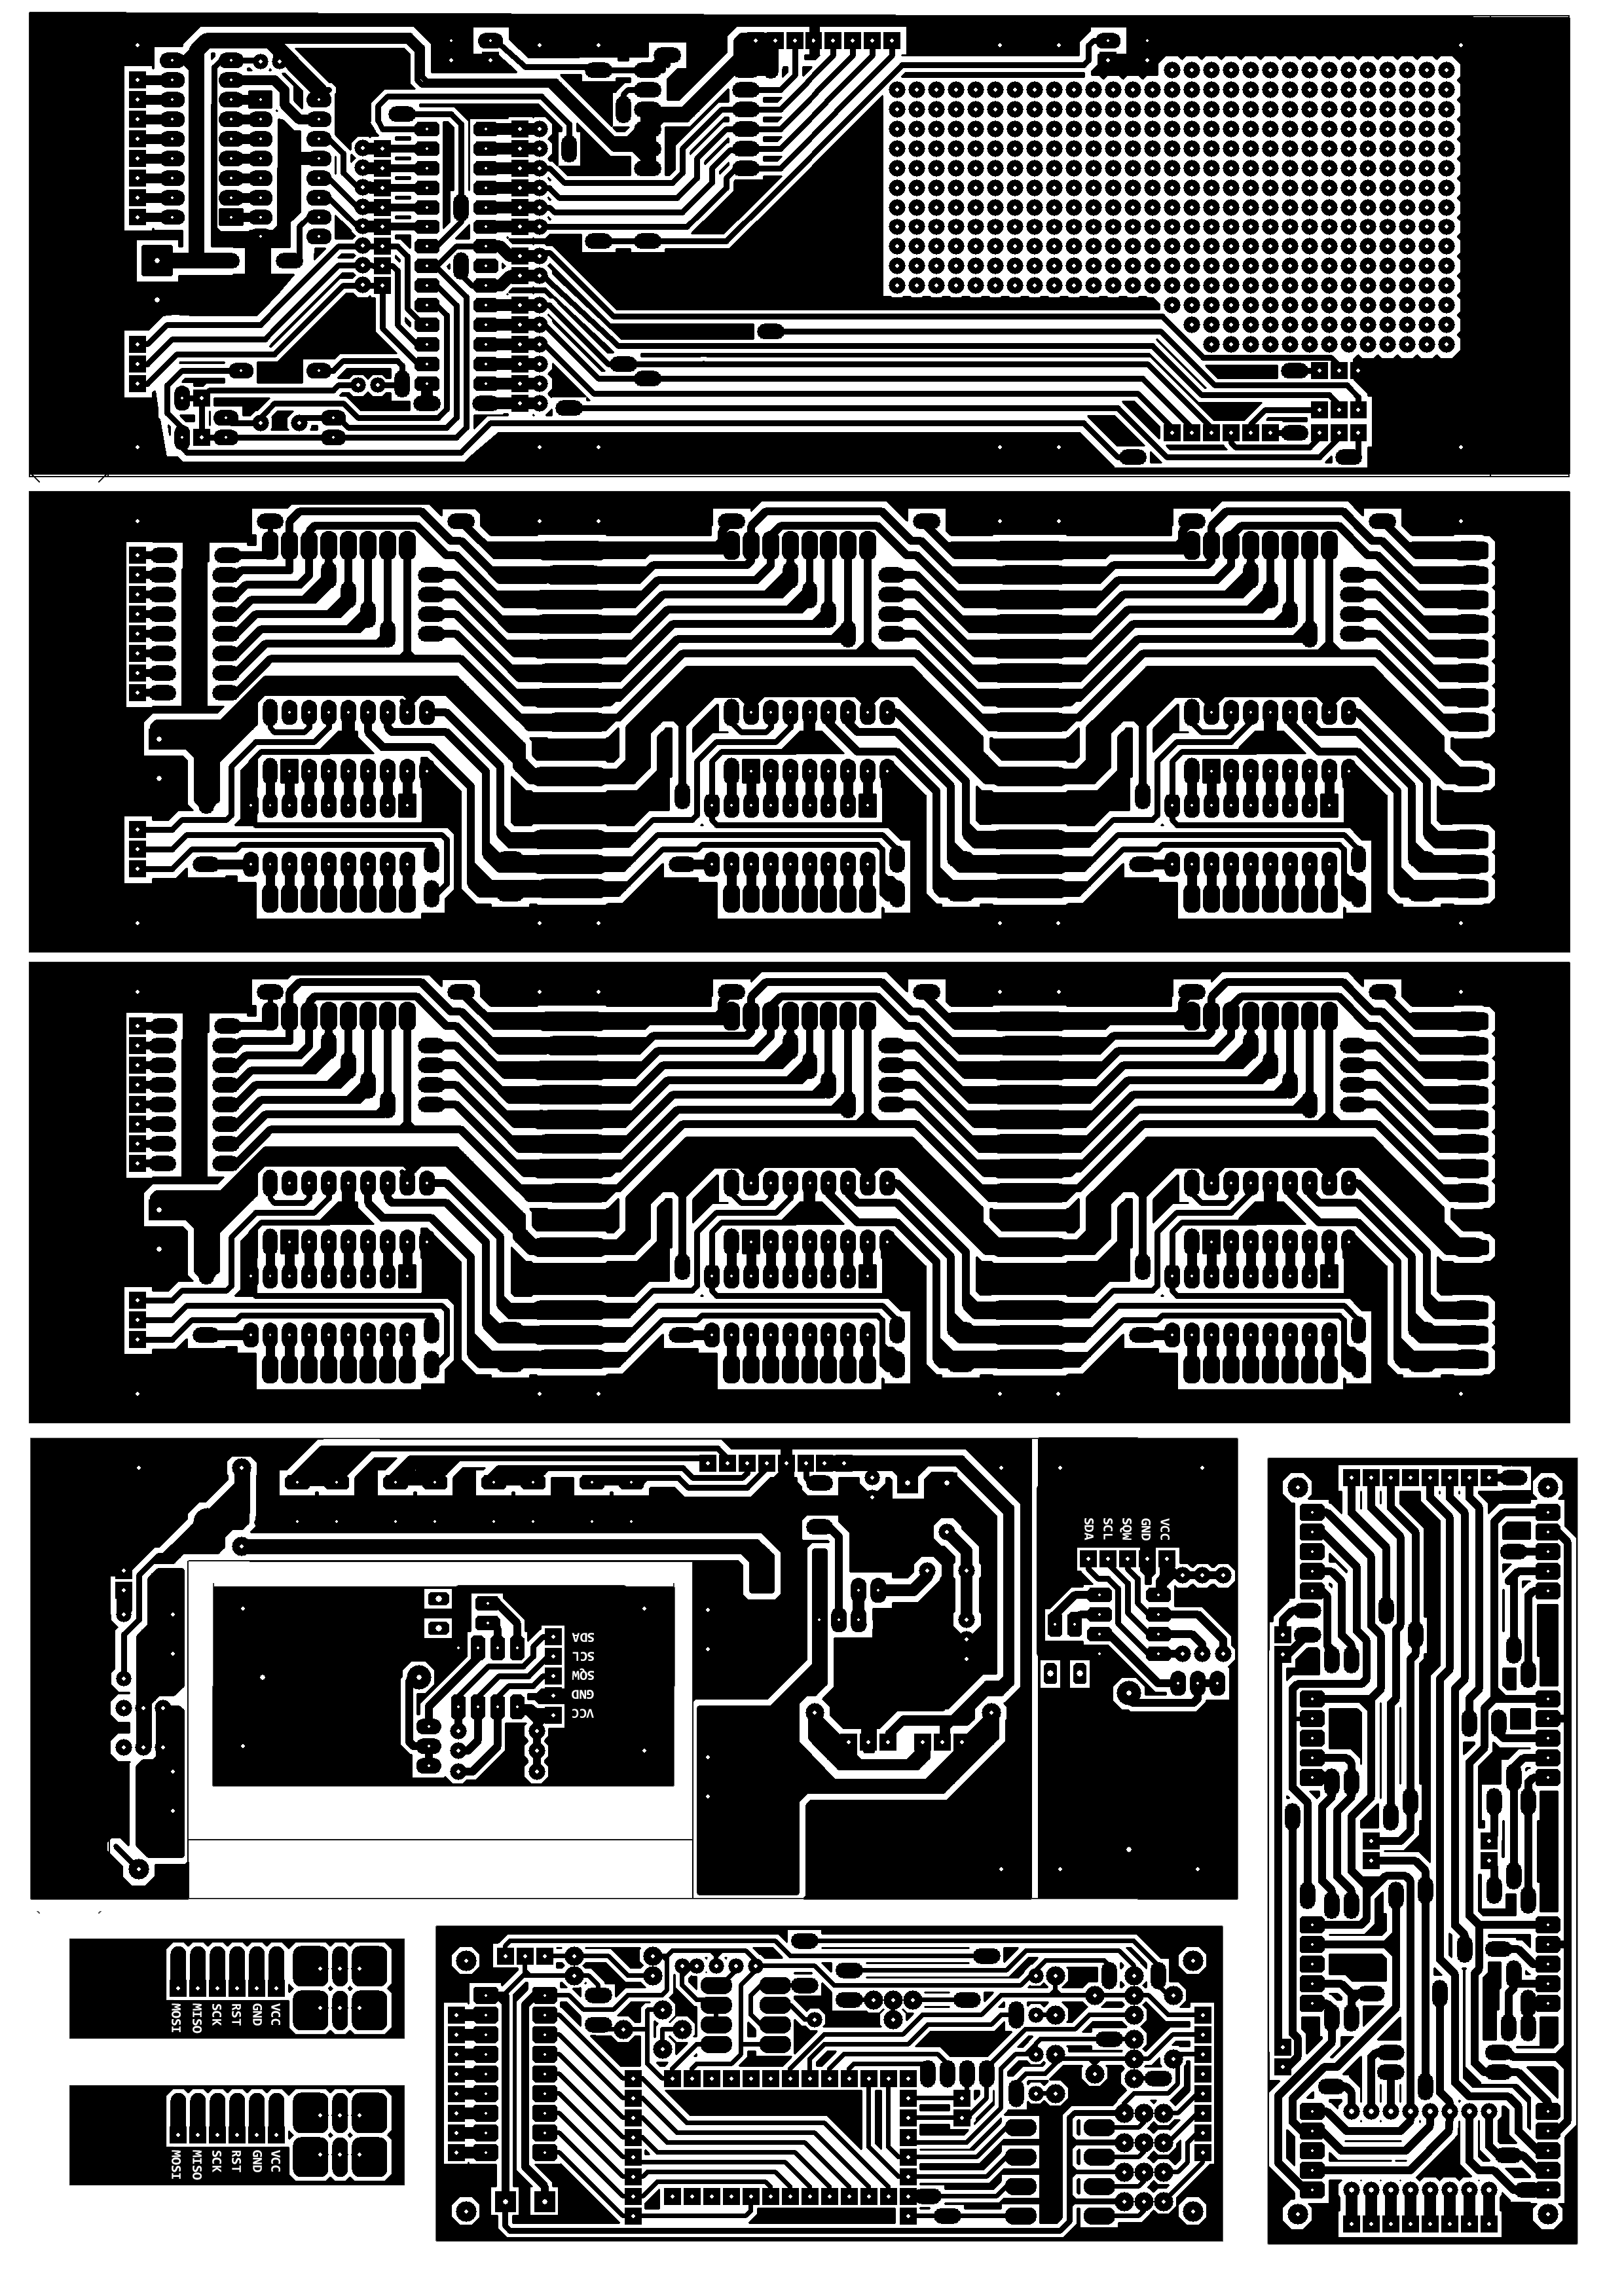 SDA
SCL
SQW
GND
VCC
SDA
SCL
SQW
GND
VCC
MOSI
MISO
SCK
RST
GND
VCC
MOSI
MISO
SCK
RST
GND
VCC